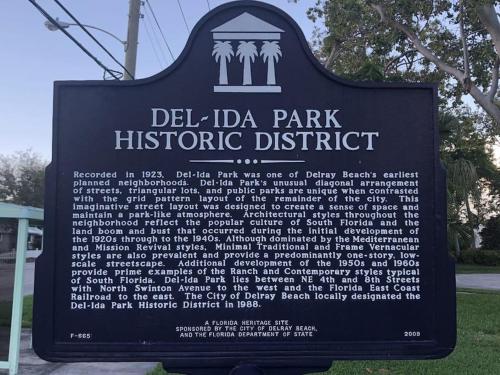 DEL-IDA PARK
HISTORIC DISTRICT
Recorded in 1923, Del-Ida Park was one of Delray Beach's earliest
planned neighborhoods. Del-Ida Park's unusual diagonal arrangement
of streets, triangular lots, and public parks are unique when contrasted
with the grid pattern layout of the remainder of the city. This
imaginative street layout was designed to create a sense of space and
maintain a park-like atmosphere. Architectural styles throughout the
neighborhood reflect the popular culture of South Florida and the
land boom and bust that occurred during the initial development of
the 1920s through to the 1940s. Although dominated by the Mediterranean
and Mission Revival styles, Minimal Traditional and Frame Vernacular
styles are also prevalent and provide a predominantly one-story, low-
scale streetscape. Additional development of the 1950s and 1960s
provide prime examples of the Ranch and Contemporary styles typical
of South Florida. Del-Ida Park lies between NE 4th and 8th Streets
with North Swinton Avenue to the west and the Florida East Coast
Railroad to the east. The City of Delray Beach locally designated the
Del-Ida Park Historic District in 1988.
A FLORIDA HERITAGE SITE
SPONSORED BY THE CITY OF DELRAY BEACH,
AND THE FLORIDA DEPARTMENT OF STATE
F-665 2009